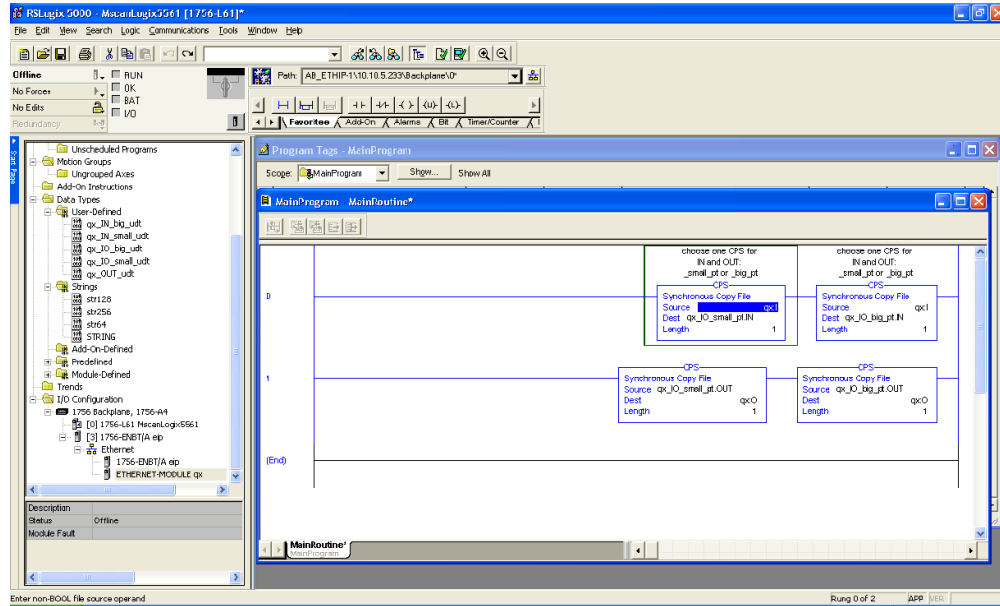 RSLogix 5000 - MscanLogix5561 [1756-L61]*
File Edit View Search Logic Communications Tools Window Help
Offline
RUN
No Forces
OK
No Edits
BAT
Redundancy
I/O
Path: AB_ETHIP-1\10.10.5.233\Backplane\0*
Favorites Add-On Alarms Bit Timer/Counter
Start Page
Unscheduled Programs
Motion Groups
Ungrouped Axes
Add-On Instructions
Data Types
User-Defined
qx_IN_big_udt
qx_IN_small_udt
qx_IO_big_udt
qx_IO_small_udt
qx_OUT_udt
Strings
str128
str256
str64
STRING
Add-On-Defined
Predefined
Module-Defined
Trends
I/O Configuration
1756 Backplane, 1756-A4
[0] 1756-L61 MscanLogix5561
[3] 1756-ENBT/A eip
Ethernet
1756-ENBT/A eip
ETHERNET-MODULE qx
Description
Status Offline
Module Fault
Program Tags - MainProgram
Scope: MainProgram Show... Show All
MainProgram - MainRoutine*
choose one CPS for
IN and OUT:
_small_pt or _big_pt
CPS
Synchronous Copy File
Source qx:I
Dest qx_IO_small_pt.IN
Length 1
choose one CPS for
IN and OUT:
_small_pt or _big_pt
CPS
Synchronous Copy File
Source qx:I
Dest qx_IO_big_pt.IN
Length 1
0
1
CPS
Synchronous Copy File
Source qx_IO_small_pt.OUT
Dest qx:O
Length 1
CPS
Synchronous Copy File
Source qx_IO_big_pt.OUT
Dest qx:O
Length 1
(End)
MainRoutine*
MainProgram
Enter non-BOOL file source operand
Rung 0 of 2 APP VER